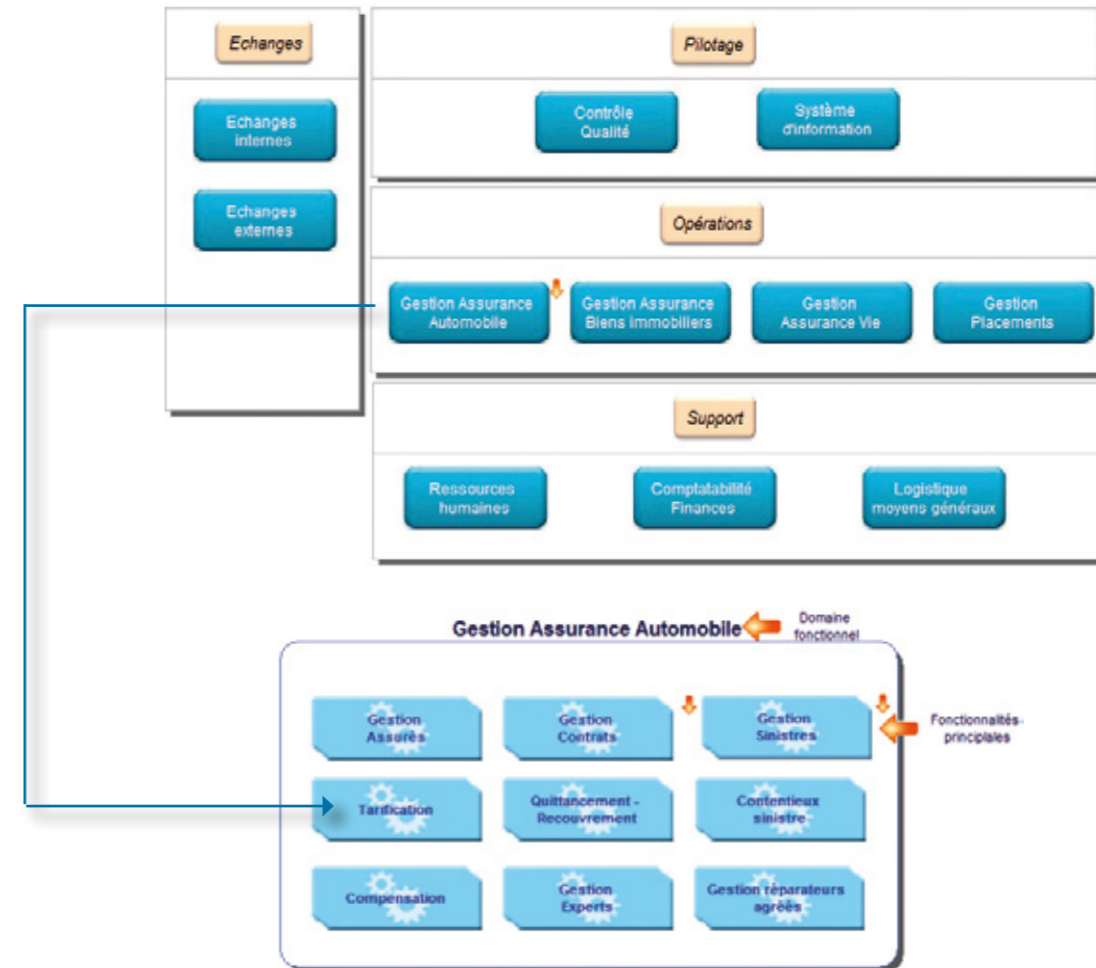 Echanges
Echanges
internes
Echanges
externes
Pilotage
Contrôle
Qualité
Système
d'information
Opérations
Gestion Assurance
Automobile
Gestion Assurance
Biens immobiliers
Gestion
Assurance Vie
Gestion
Placements
Support
Ressources
humaines
Comptatabilité
Finances
Logistique
moyens généraux
Gestion Assurance Automobile
Domaine
fonctionnel
Gestion
Assurés
Gestion
Contrats
Gestion
Sinistres
Fonctionnalités
principlales
Tarification
Quittancement -
Recouvrement
Contentieux
sinistre
Compensation
Gestion
Experts
Gestion réparateurs
agréés